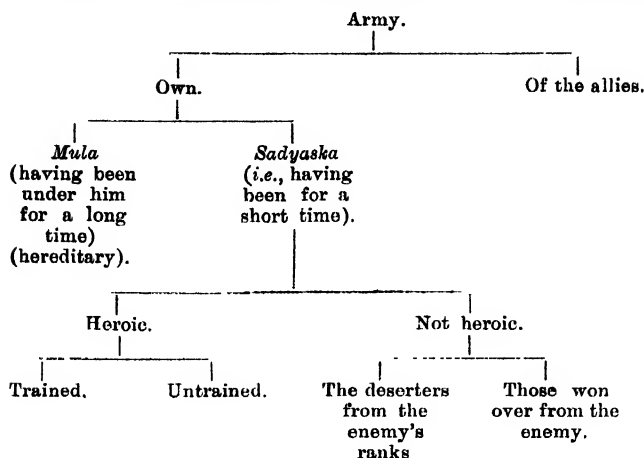 Army.
Own. Of the allies.
Mula
(having been
under him
for a long
time)
(hereditary).
Sadyaska
(i.e., having
been for a
short time).
Heroic. Not heroic.
Trained. Untrained.
The deserters
from the
enemy's
ranks
Those won
over from the
enemy.